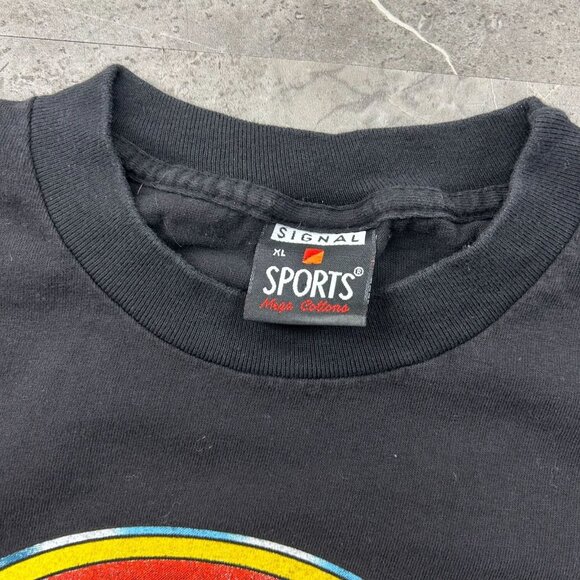 SIGNAL
XL
SPORTS®
Mega Cottons